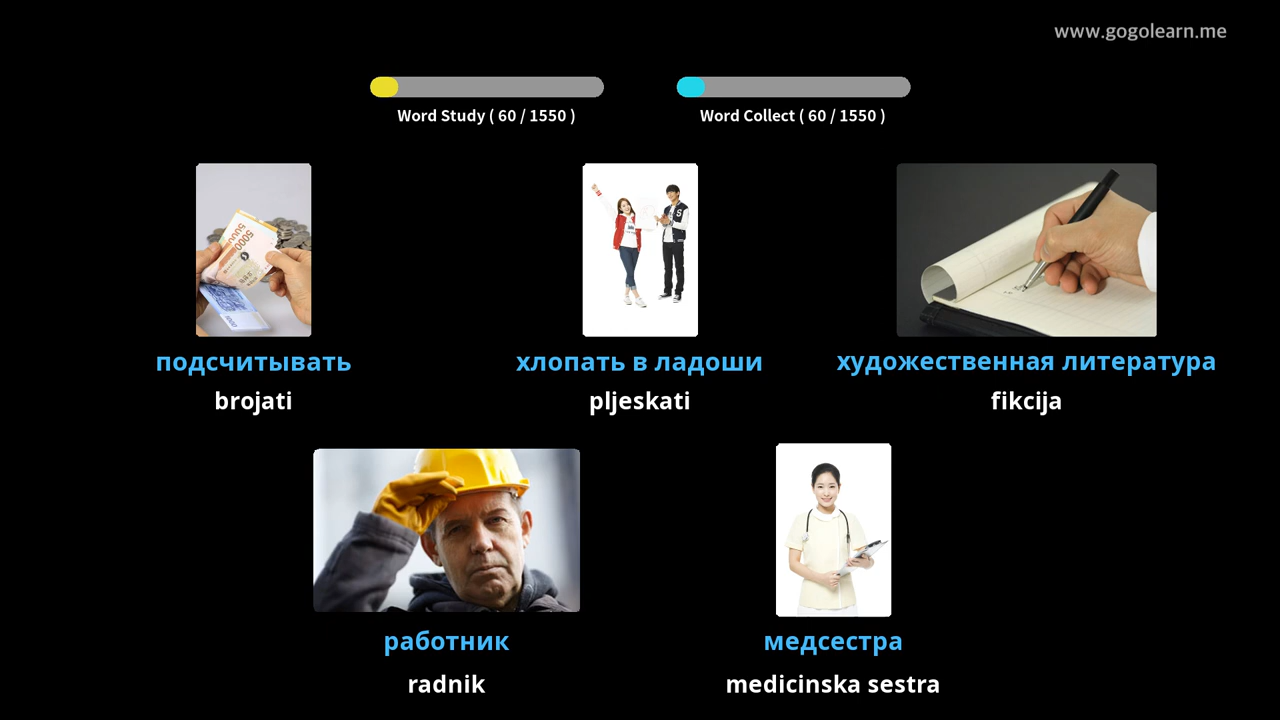 www.gogolearn.me
Word Study ( 60 / 1550 )
Word Collect ( 60 / 1550 )
подсчитывать
brojati
хлопать в ладоши
pljeskati
художественная литература
fikcija
работник
radnik
медсестра
medicinska sestra